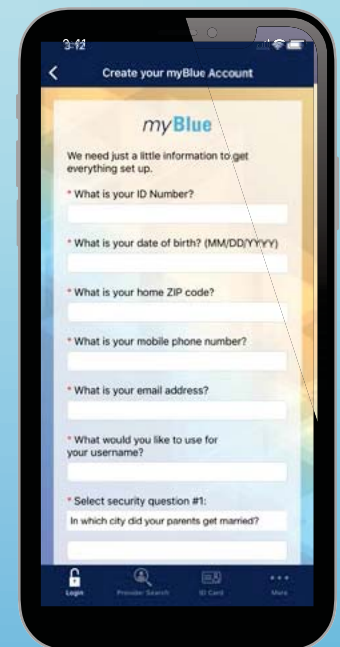 3:42
Create your myBlue Account
myBlue
We need just a little information to get
everything set up.
* What is your ID Number?
* What is your date of birth? (MM/DD/YYYY)
* What is your home ZIP code?
* What is your mobile phone number?
* What is your email address?
* What would you like to use for
your username?
* Select security question #1:
In which city did your parents get married?
Login Provider Search ID Card More